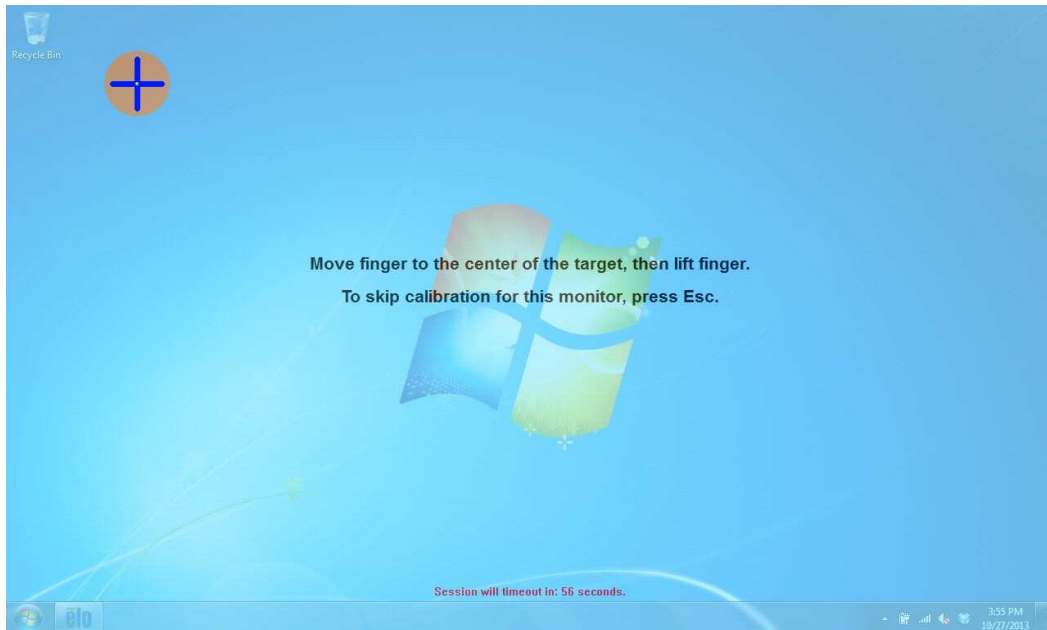 Recycle Bin
Move finger to the center of the target, then lift finger.
To skip calibration for this monitor, press Esc.
Session will timeout in: 56 seconds.
ēlo
3:55 PM
10/27/2013